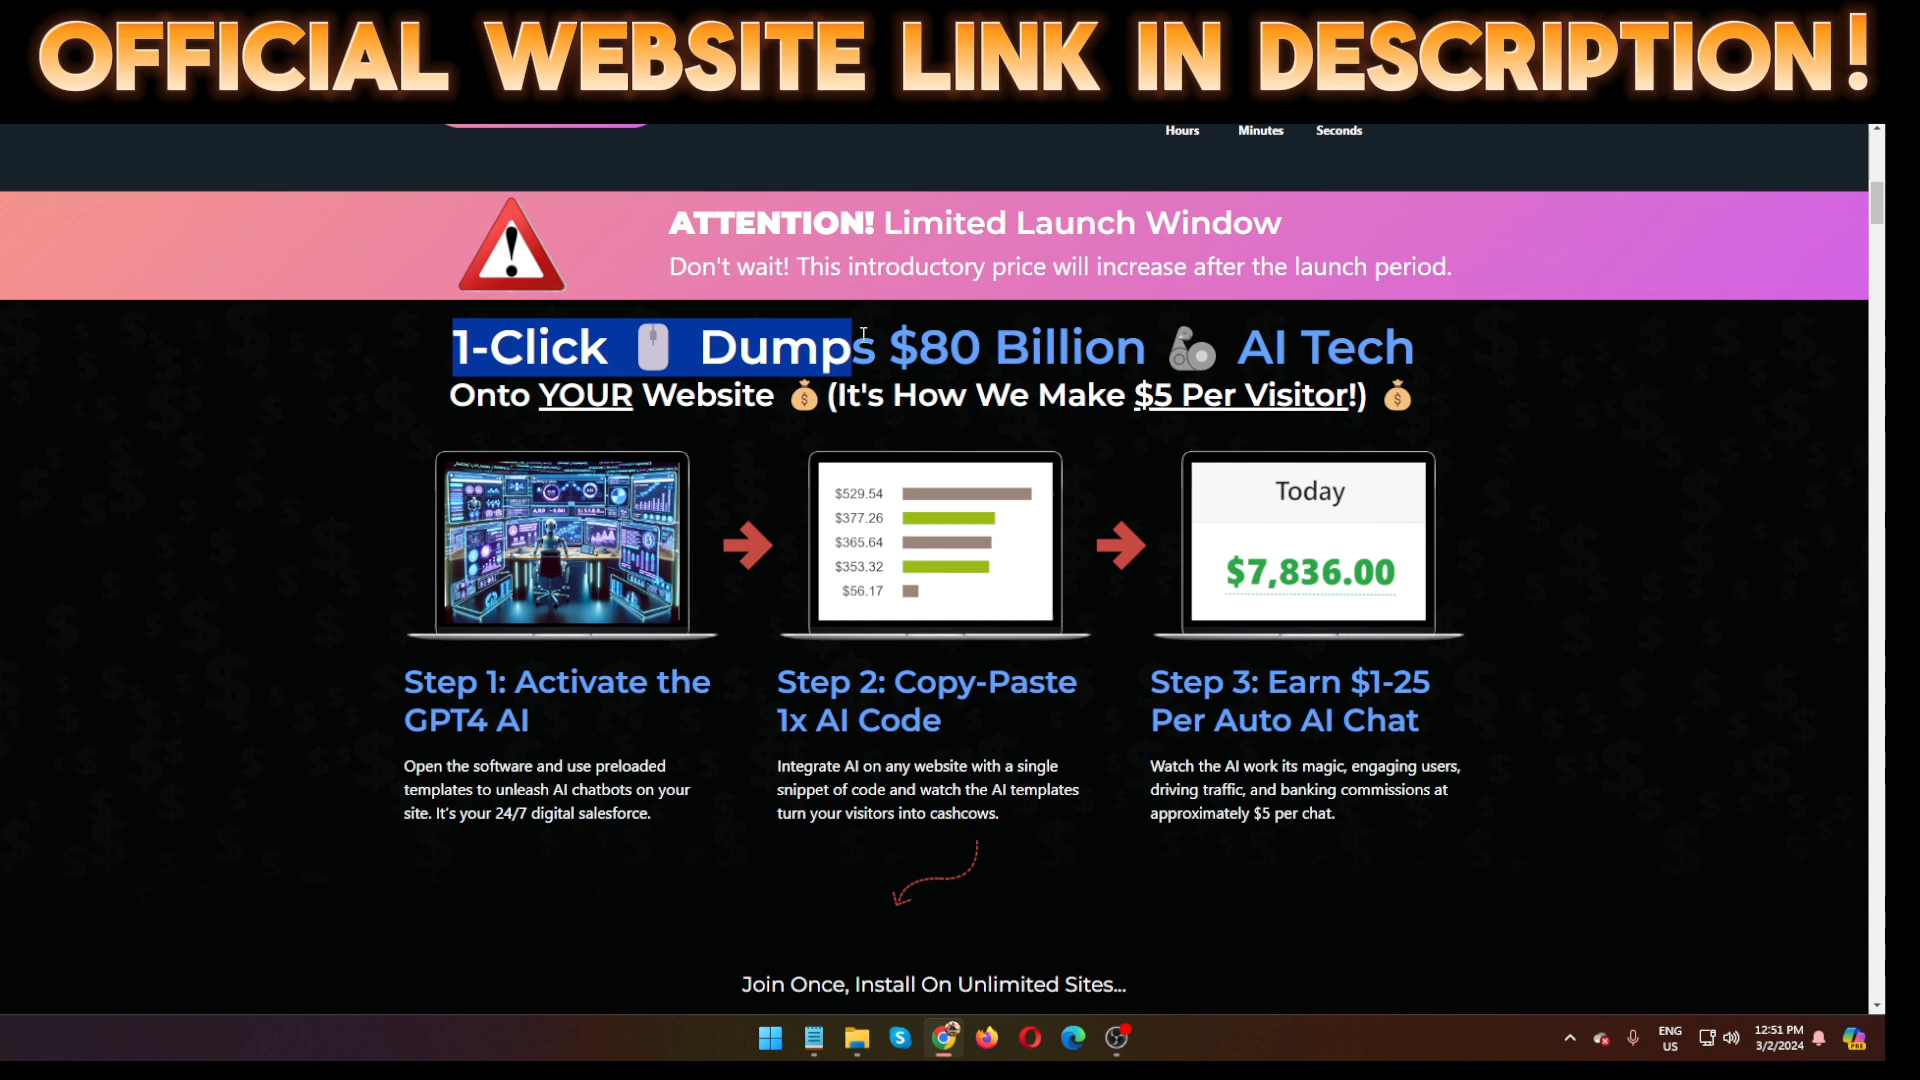 OFFICIAL WEBSITE LINK IN DESCRIPTION!
Hours Minutes Seconds
ATTENTION! Limited Launch Window
Don't wait! This introductory price will increase after the launch period.
1-Click 🖱️ Dumps $80 Billion 🦾 AI Tech
Onto YOUR Website 💰 (It's How We Make $5 Per Visitor!) 💰
$529.54
$377.26
$365.64
$353.32
$56.17
Today
$7,836.00
Step 1: Activate the
GPT4 AI
Open the software and use preloaded
templates to unleash AI chatbots on your
site. It's your 24/7 digital salesforce.
Step 2: Copy-Paste
1x AI Code
Integrate AI on any website with a single
snippet of code and watch the AI templates
turn your visitors into cashcows.
Step 3: Earn $1-25
Per Auto AI Chat
Watch the AI work its magic, engaging users,
driving traffic, and banking commissions at
approximately $5 per chat.
Join Once, Install On Unlimited Sites...
ENG
US
12:51 PM
3/2/2024
PRE